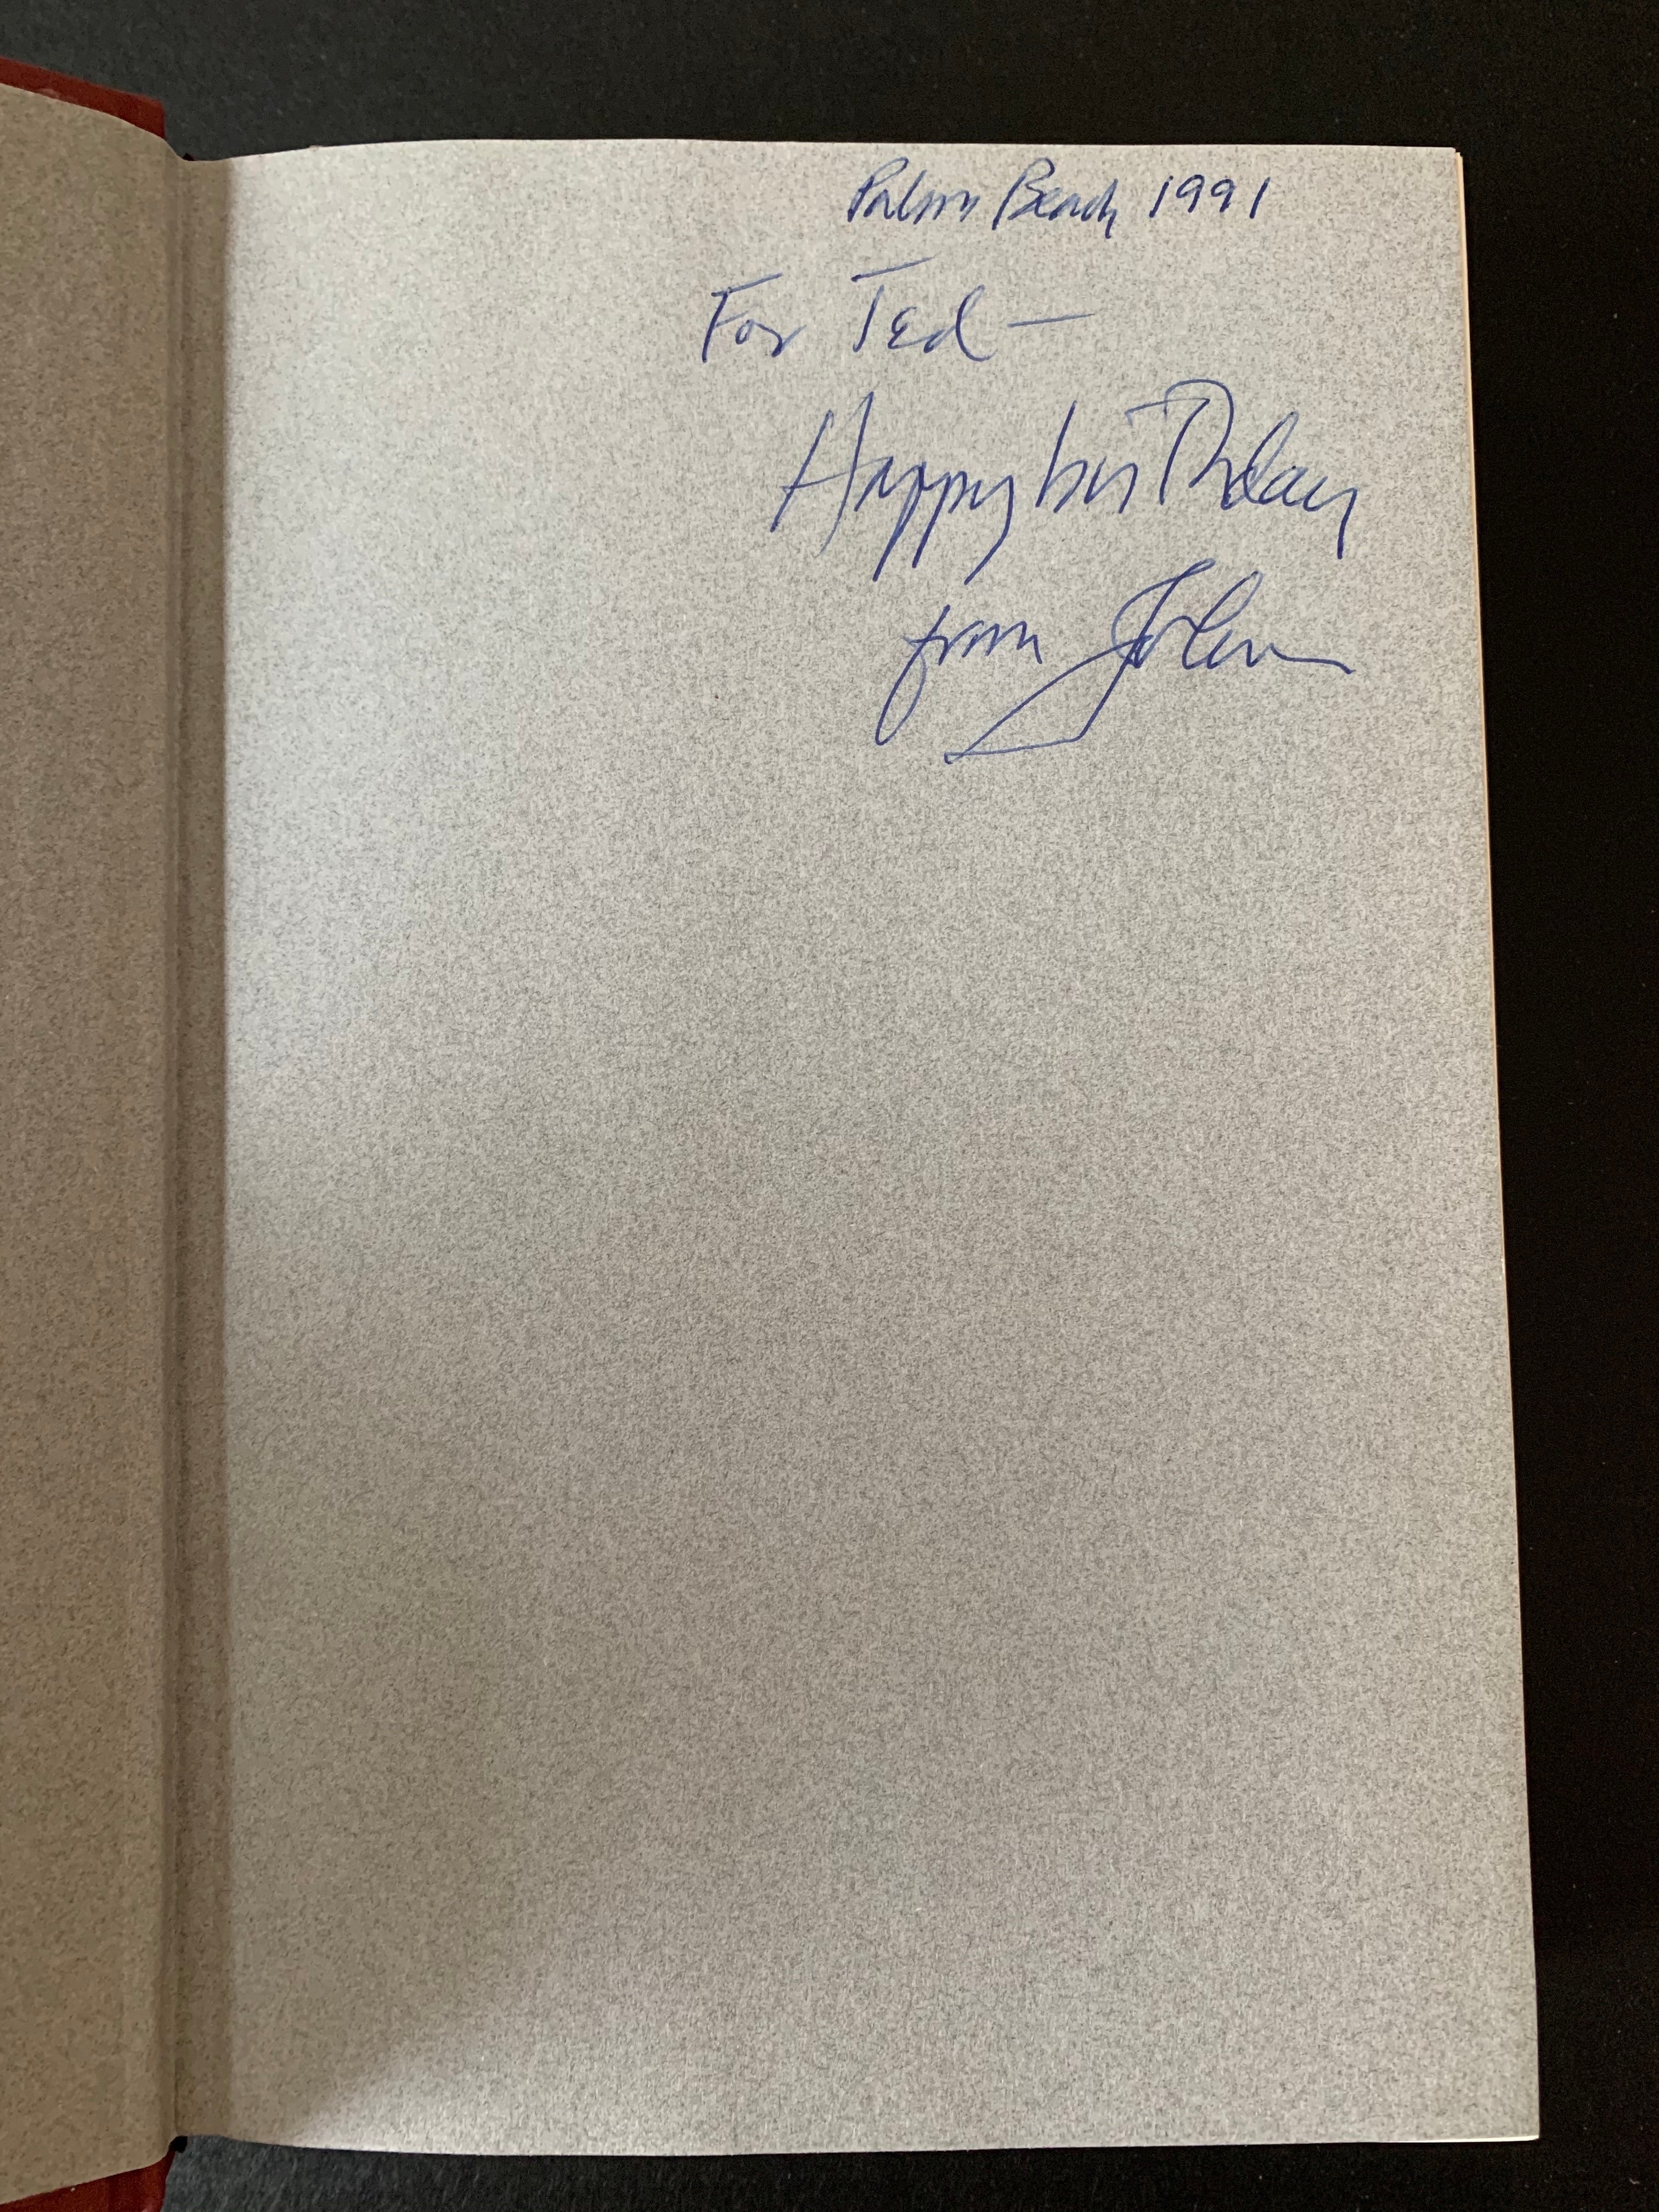 Palm Beach 1991
For Ted —
Happy birthday
from John